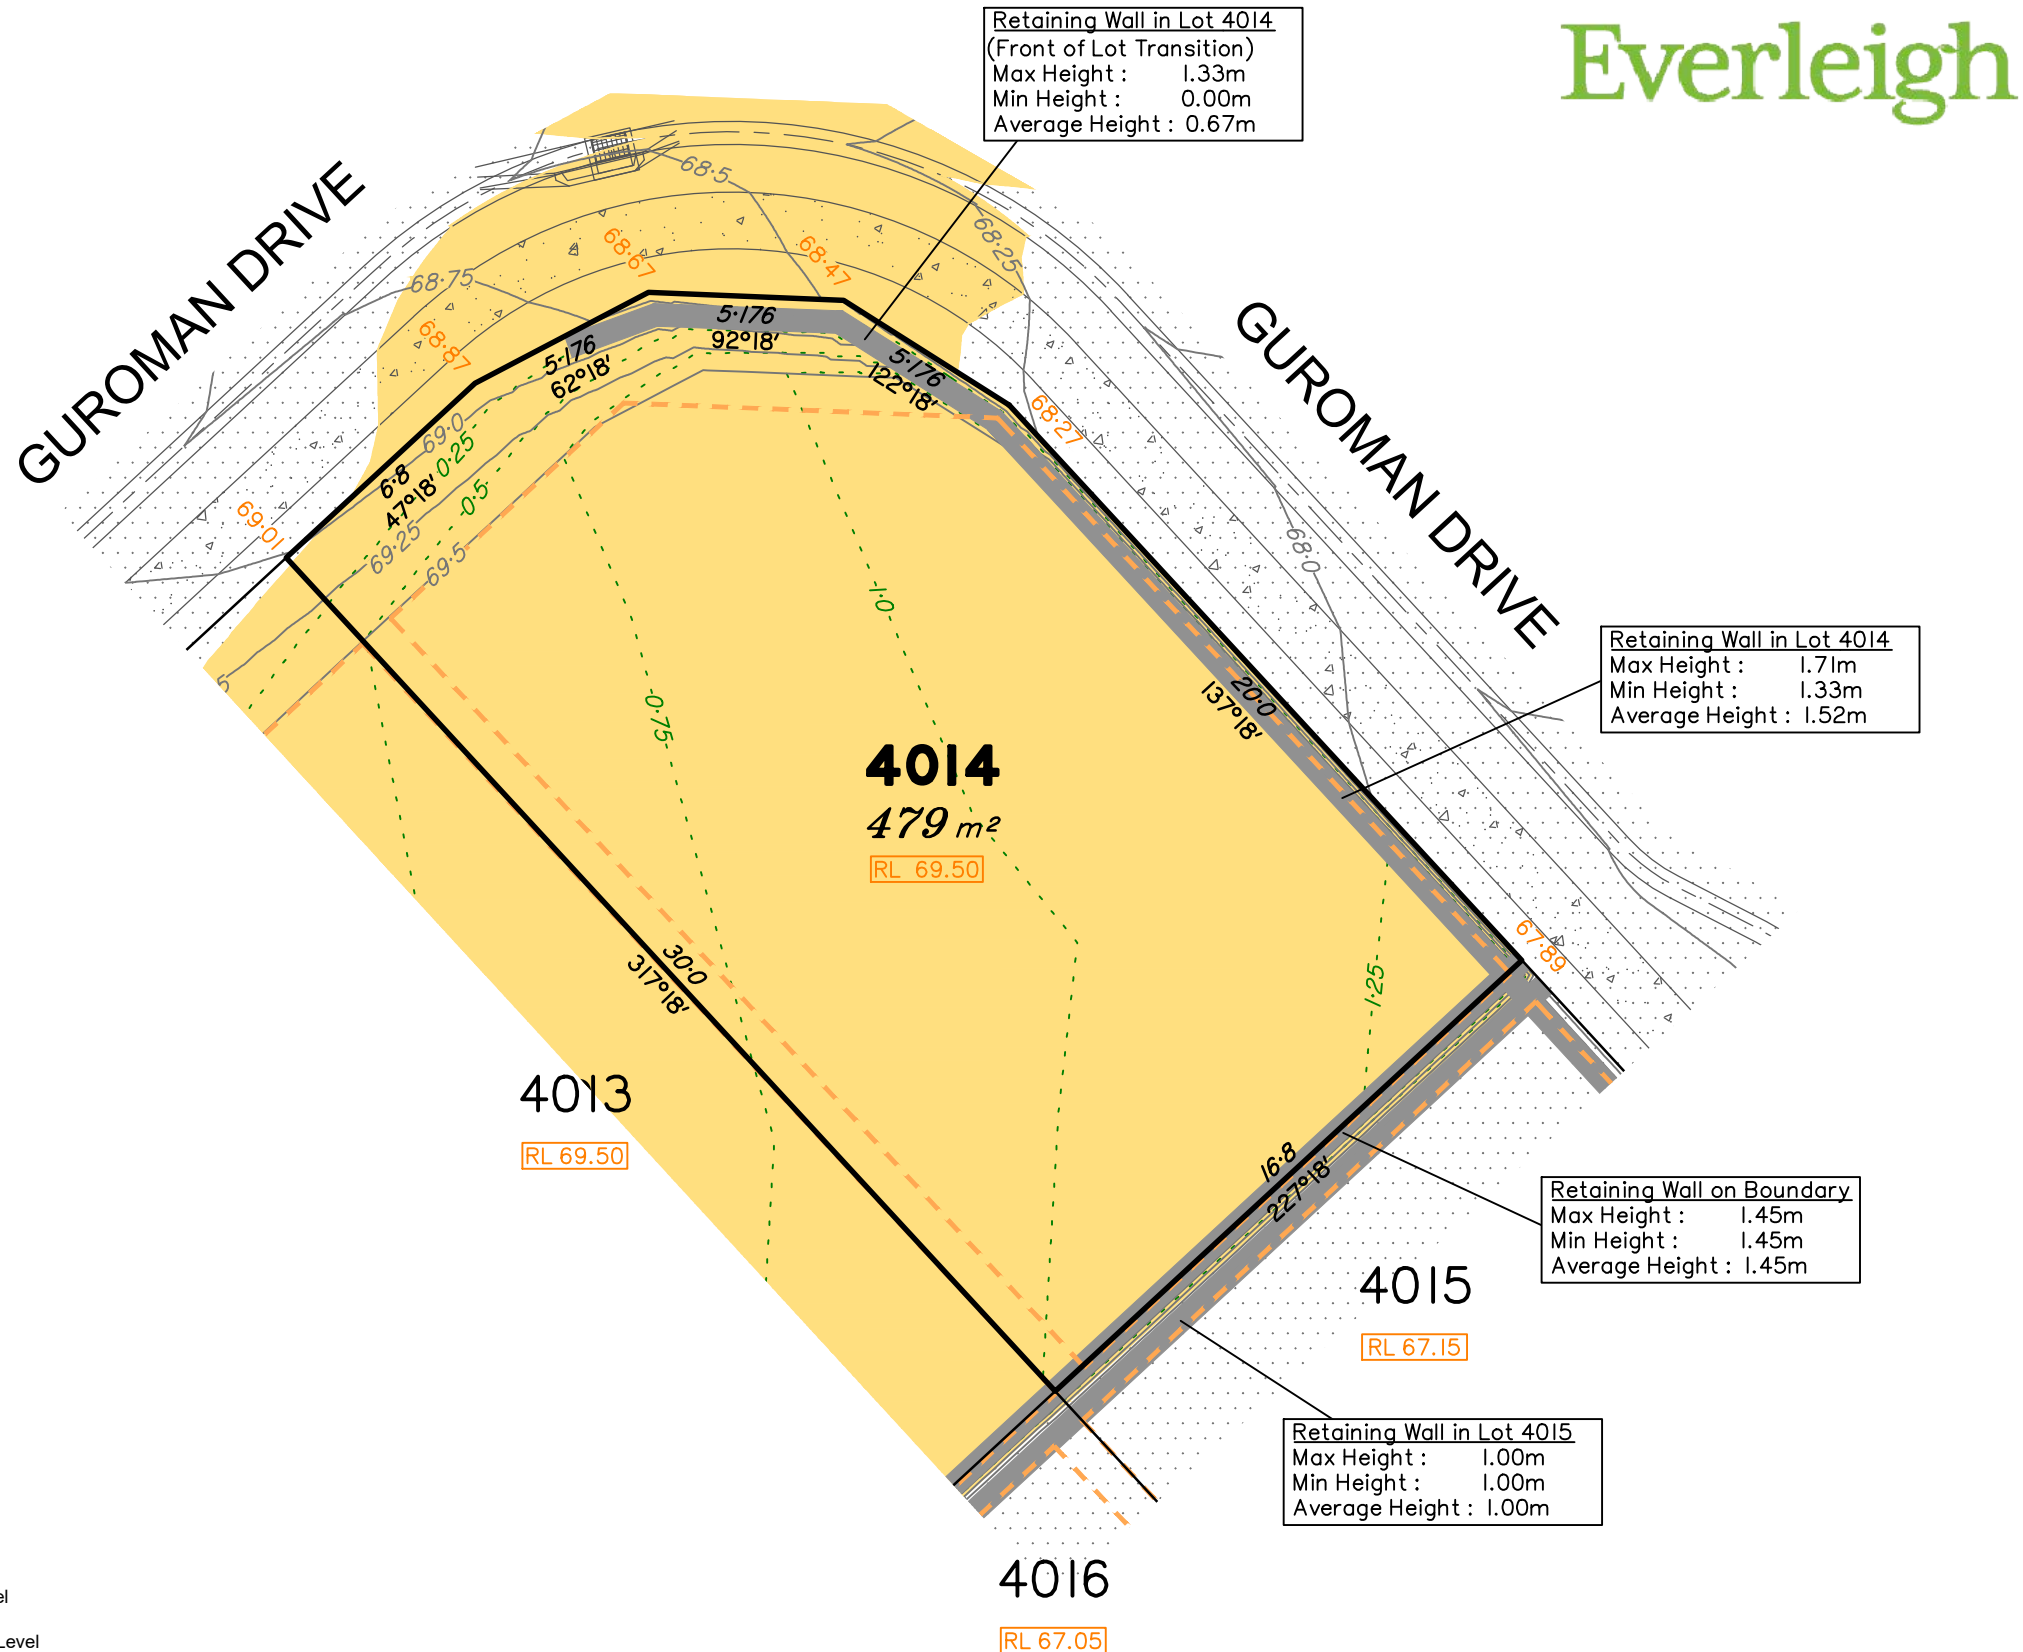 Everleigh
Retaining Wall in Lot 4014
(Front of Lot Transition)
Max Height : 1.33m
Min Height : 0.00m
Average Height : 0.67m
GUROMAN DRIVE
GUROMAN DRIVE
68·5
68·25
68·75
68·67
68·47
68·87
5·176
92°18'
5·176
62°18'
5·176
122°18'
68·27
69·0
0·25
6·8
47°18'
0·5
69·01
69·25
69·5
68·0
1·0
0·75
20·0
137°18'
Retaining Wall in Lot 4014
Max Height : 1.71m
Min Height : 1.33m
Average Height : 1.52m
5
4014
479 m²
RL 69.50
67·89
30·0
317°18'
1·25
4013
RL 69.50
16·8
227°18'
Retaining Wall on Boundary
Max Height : 1.45m
Min Height : 1.45m
Average Height : 1.45m
4015
RL 67.15
Retaining Wall in Lot 4015
Max Height : 1.00m
Min Height : 1.00m
Average Height : 1.00m
4016
RL 67.05
el
Level